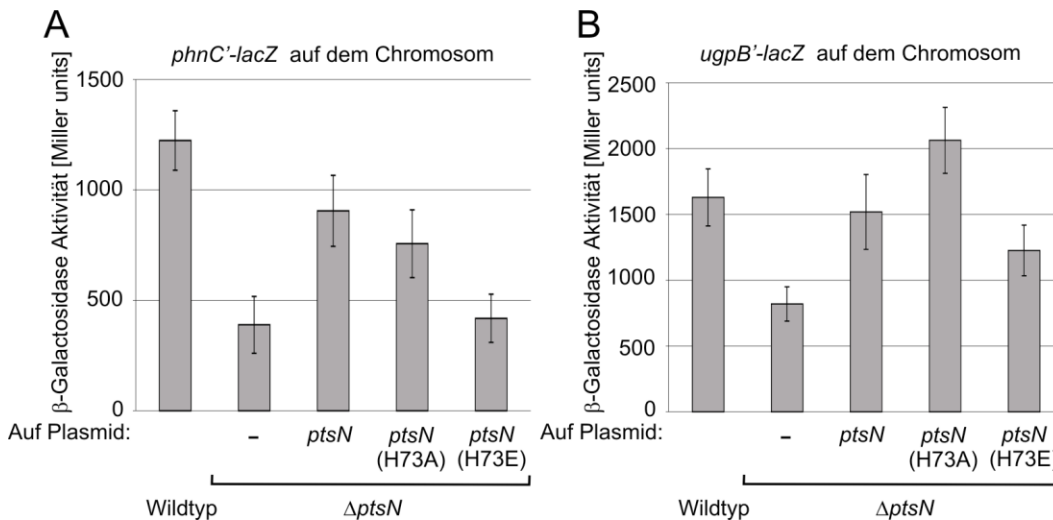 A
phnC'-lacZ auf dem Chromosom
β-Galactosidase Aktivität [Miller units]
1500
1000
500
0
Auf Plasmid:
– ptsN ptsN ptsN
(H73A) (H73E)
Wildtyp ΔptsN
B
ugpB'-lacZ auf dem Chromosom
β-Galactosidase Aktivität [Miller units]
2500
2000
1500
1000
500
0
Auf Plasmid:
– ptsN ptsN ptsN
(H73A) (H73E)
Wildtyp ΔptsN